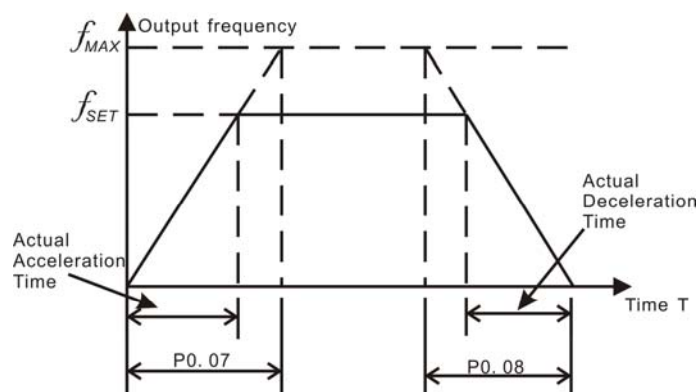 Output frequency
fMAX
fSET
Actual
Deceleration
Time
Actual
Acceleration
Time
Time T
P0. 07
P0. 08